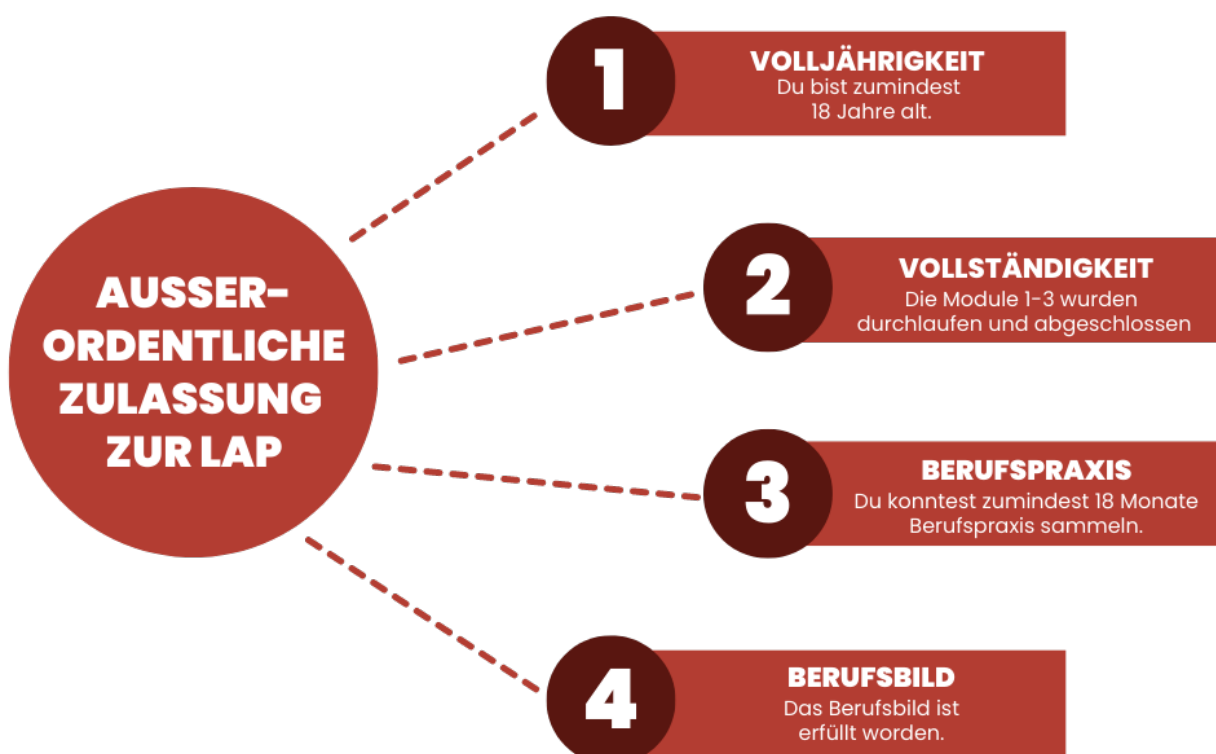 AUSSER-
ORDENTLICHE
ZULASSUNG
ZUR LAP
1
VOLLJÄHRIGKEIT
Du bist zumindest
18 Jahre alt.
2
VOLLSTÄNDIGKEIT
Die Module 1-3 wurden
durchlaufen und abgeschlossen
3
BERUFSPRAXIS
Du konntest zumindest 18 Monate
Berufspraxis sammeln.
4
BERUFSBILD
Das Berufsbild ist
erfüllt worden.